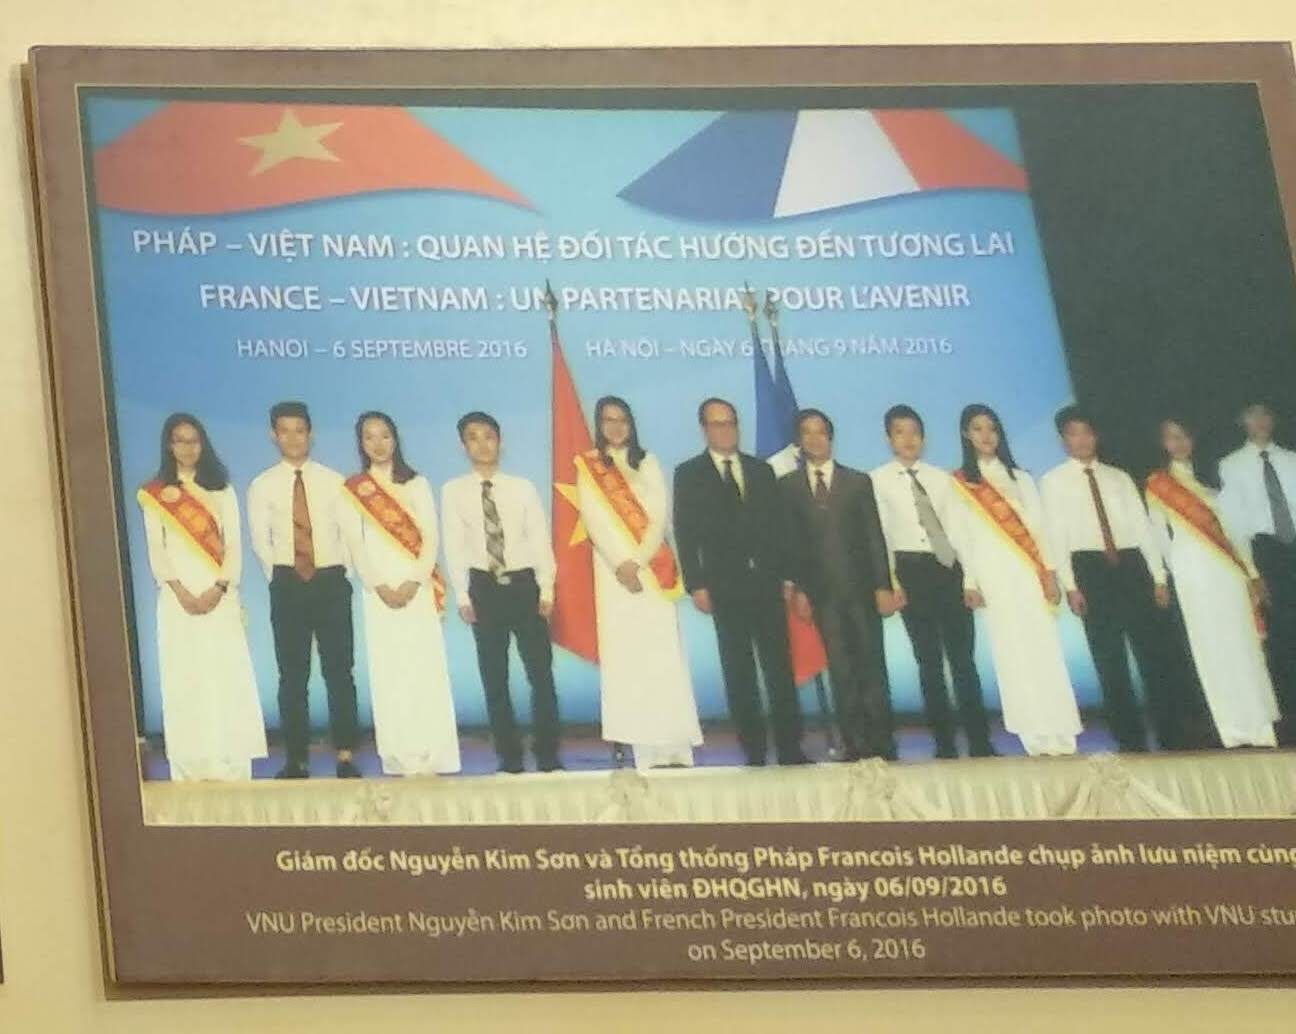 PHÁP – VIỆT NAM : QUAN HỆ ĐỐI TÁC HƯỚNG ĐẾN TƯƠNG LAI
FRANCE – VIETNAM : UN PARTENARIAT POUR L'AVENIR
HANOI – 6 SEPTEMBRE 2016 HÀ NỘI – NGÀY 6 THÁNG 9 NĂM 2016
Giám đốc Nguyễn Kim Sơn và Tổng thống Pháp Francois Hollande chụp ảnh lưu niệm cùng
sinh viên ĐHQGHN, ngày 06/09/2016
VNU President Nguyễn Kim Sơn and French President Francois Hollande took photo with VNU stu
on September 6, 2016